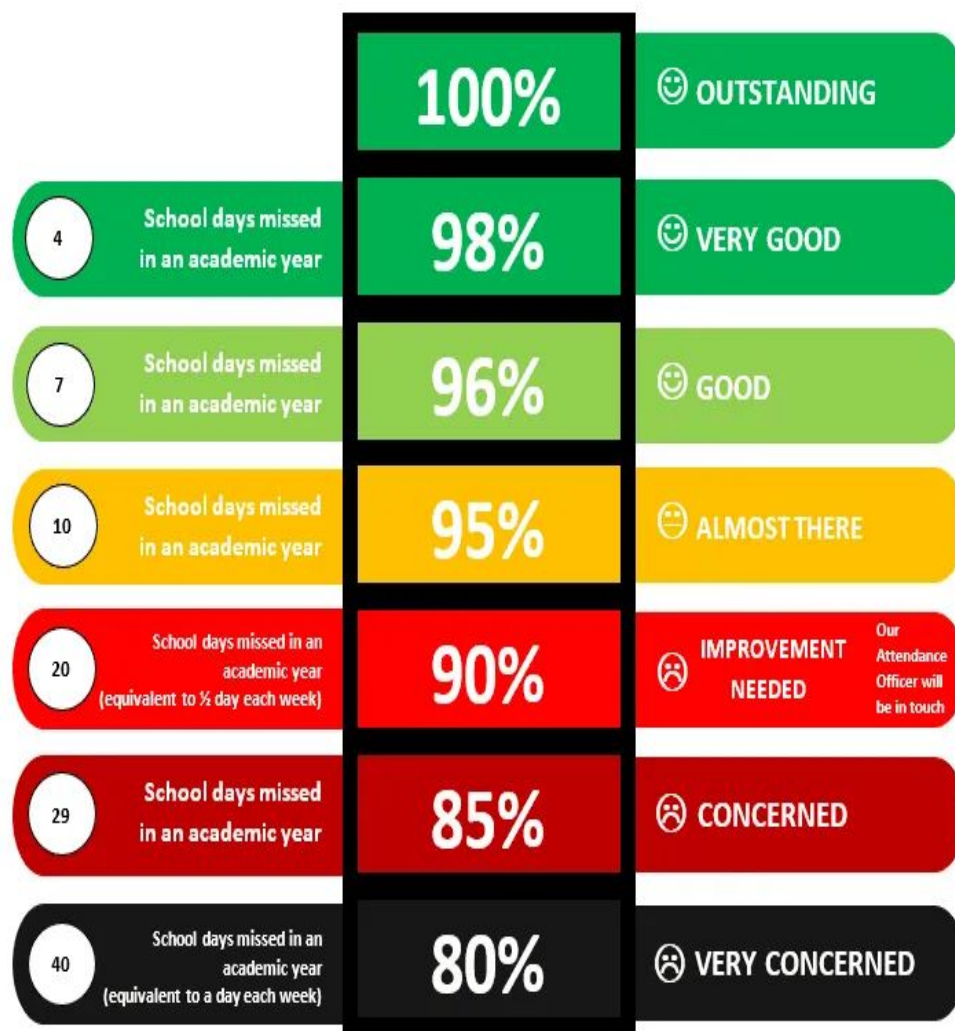 100%
OUTSTANDING
4
School days missed
in an academic year
98%
VERY GOOD
7
School days missed
in an academic year
96%
GOOD
10
School days missed
in an academic year
95%
ALMOST THERE
20
School days missed in an
academic year
(equivalent to ½ day each week)
90%
IMPROVEMENT
NEEDED
Our
Attendance
Officer will
be in touch
29
School days missed
in an academic year
85%
CONCERNED
40
School days missed in an
academic year
(equivalent to a day each week)
80%
VERY CONCERNED